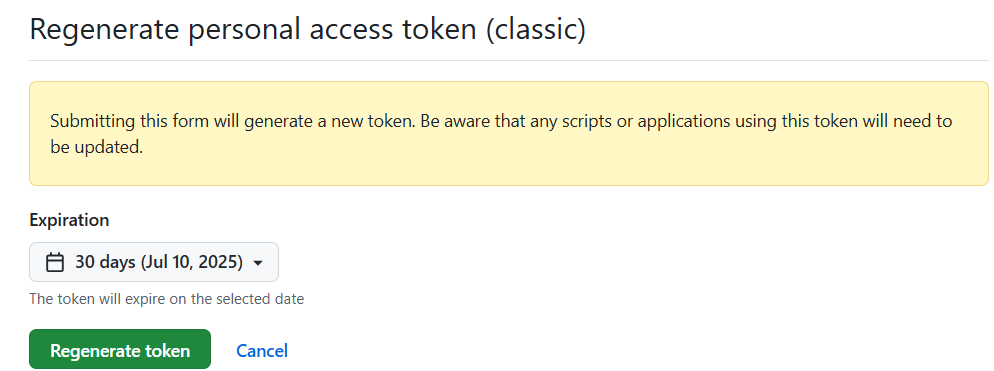 Regenerate personal access token (classic)
Submitting this form will generate a new token. Be aware that any scripts or applications using this token will need to
be updated.
Expiration
30 days (Jul 10, 2025)
The token will expire on the selected date
Regenerate token
Cancel